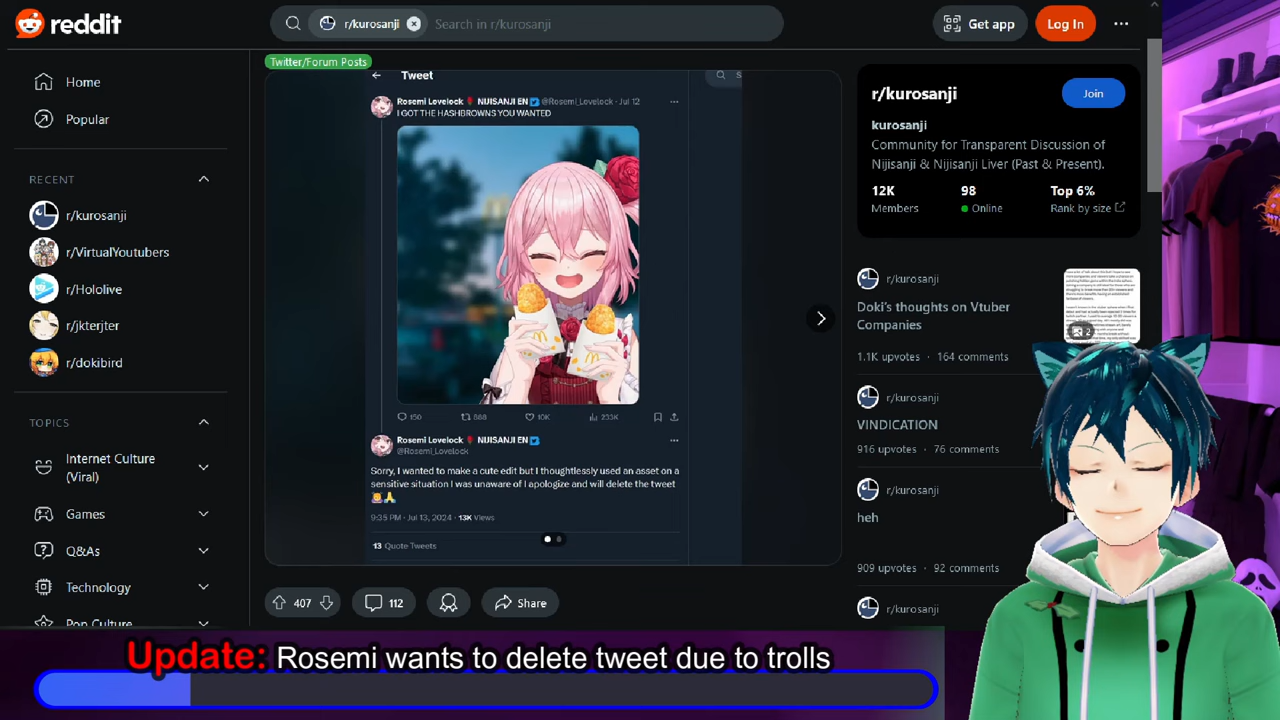 reddit
r/kurosanji
Search in r/kurosanji
Get app
Log In
Home
Popular
RECENT
r/kurosanji
r/VirtualYoutubers
r/Hololive
r/jkterjter
r/dokibird
TOPICS
Internet Culture
(Viral)
Games
Q&As
Technology
Pop Culture
Twitter/Forum Posts
Tweet
Rosemi Lovelock NIJISANJI EN @Rosemi_Lovelock · Jul 12
I GOT THE HASHBROWNS YOU WANTED
150
888
10K
Rosemi Lovelock NIJISANJI EN
@Rosemi_Lovelock
Sorry, I wanted to make a cute edit but I thoughtlessly used an asset on a
sensitive situation I was unaware of I apologize and will delete the tweet
9:35 PM · Jul 13, 2024 · 13K Views
13 Quote Tweets
407
112
Share
r/kurosanji
Join
kurosanji
Community for Transparent Discussion of
Nijisanji & Nijisanji Liver (Past & Present).
12K
98
Top 6%
Members
Online
Rank by size
r/kurosanji
Doki's thoughts on Vtuber
Companies
1.1K upvotes · 164 comments
r/kurosanji
VINDICATION
916 upvotes · 76 comments
r/kurosanji
heh
909 upvotes · 92 comments
r/kurosanji
Update: Rosemi wants to delete tweet due to trolls